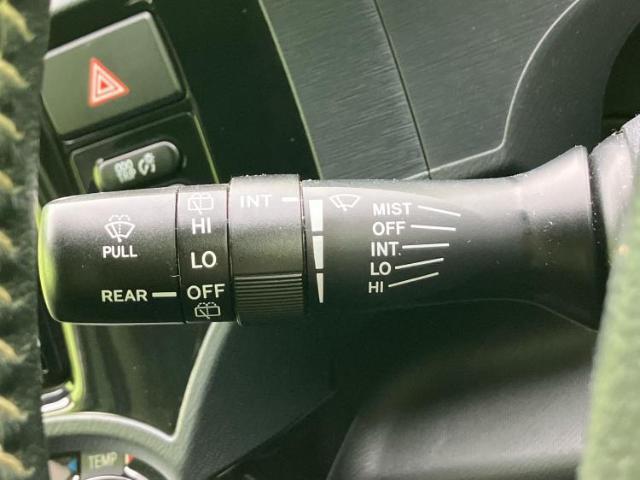 PULL
REAR
HI
LO
OFF
INT
MIST
OFF
INT
LO
HI
TEMP